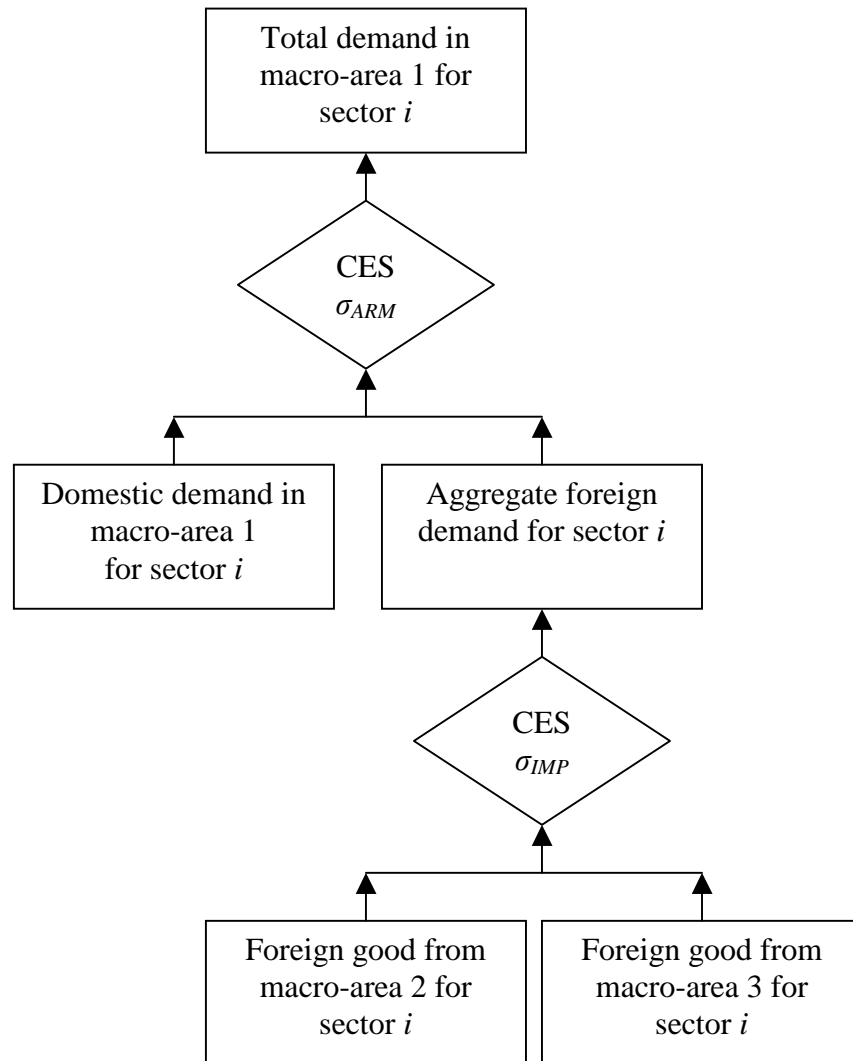 Total demand in
macro-area 1 for
sector i
CES
σARM
Domestic demand in
macro-area 1
for sector i
Aggregate foreign
demand for sector i
CES
σIMP
Foreign good from
macro-area 2 for
sector i
Foreign good from
macro-area 3 for
sector i